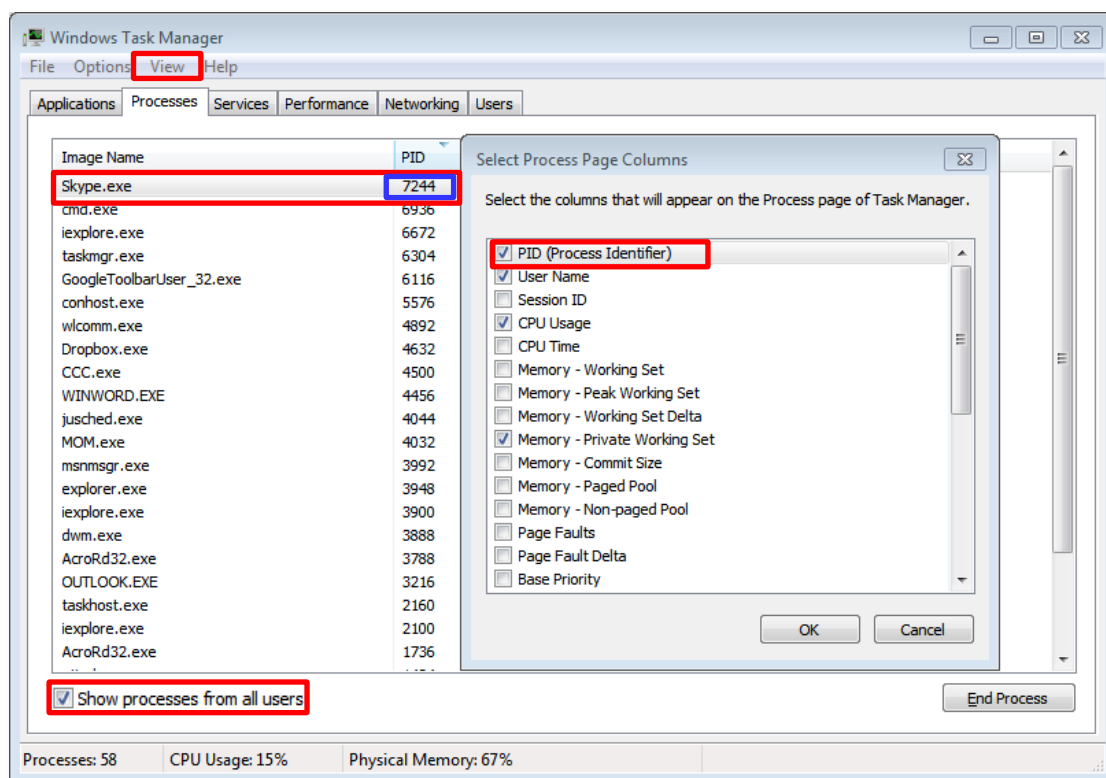 Windows Task Manager
File Options View Help
Applications Processes Services Performance Networking Users
Image Name PID
Skype.exe 7244
cmd.exe 6936
iexplore.exe 6672
taskmgr.exe 6304
GoogleToolbarUser_32.exe 6116
conhost.exe 5576
wlcomm.exe 4892
Dropbox.exe 4632
CCC.exe 4500
WINWORD.EXE 4456
jusched.exe 4044
MOM.exe 4032
msnmsgr.exe 3992
explorer.exe 3948
iexplore.exe 3900
dwm.exe 3888
AcroRd32.exe 3788
OUTLOOK.EXE 3216
taskhost.exe 2160
iexplore.exe 2100
AcroRd32.exe 1736
Select Process Page Columns
Select the columns that will appear on the Process page of Task Manager.
PID (Process Identifier)
User Name
Session ID
CPU Usage
CPU Time
Memory - Working Set
Memory - Peak Working Set
Memory - Working Set Delta
Memory - Private Working Set
Memory - Commit Size
Memory - Paged Pool
Memory - Non-paged Pool
Page Faults
Page Fault Delta
Base Priority
OK Cancel
Show processes from all users
End Process
Processes: 58 CPU Usage: 15% Physical Memory: 67%